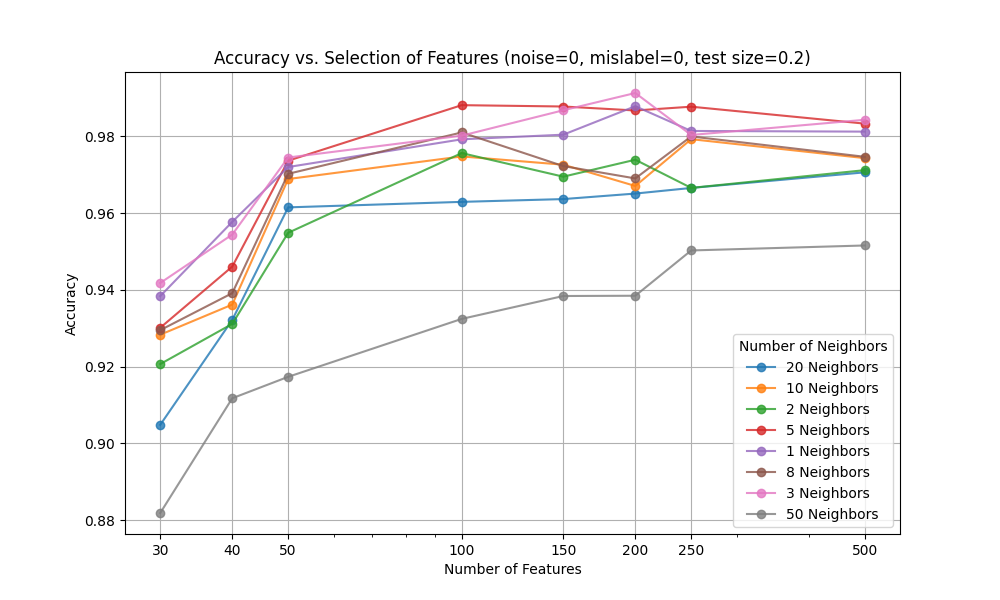 Accuracy vs. Selection of Features (noise=0, mislabel=0, test size=0.2)
Accuracy
0.98
0.96
0.94
0.92
0.90
0.88
Number of Neighbors
20 Neighbors
10 Neighbors
2 Neighbors
5 Neighbors
1 Neighbors
8 Neighbors
3 Neighbors
50 Neighbors
30 40 50 100 150 200 250 500
Number of Features